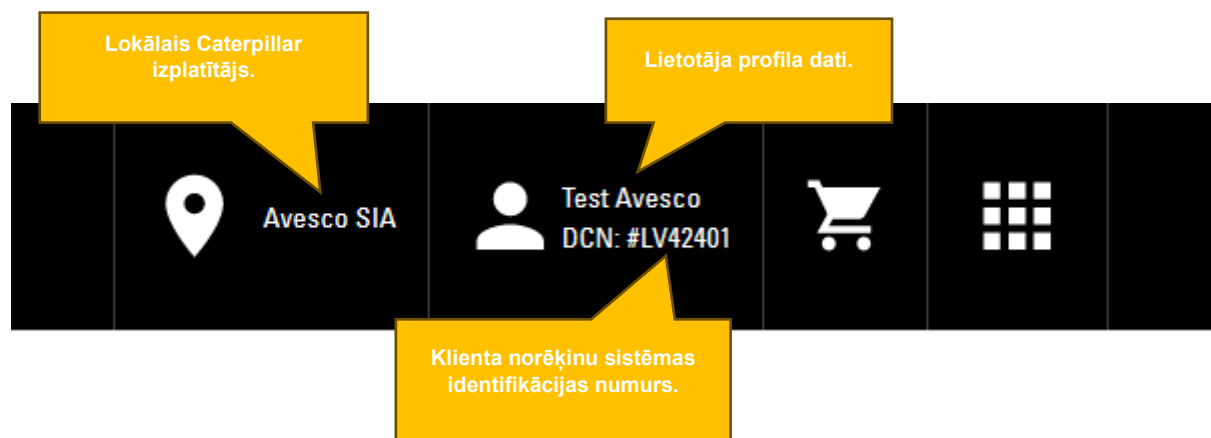 Lokālais Caterpillar
izplatītājs.
Lietotāja profila dati.
Avesco SIA
Test Avesco
DCN: #LV42401
Klienta norēķinu sistēmas
identifikācijas numurs.